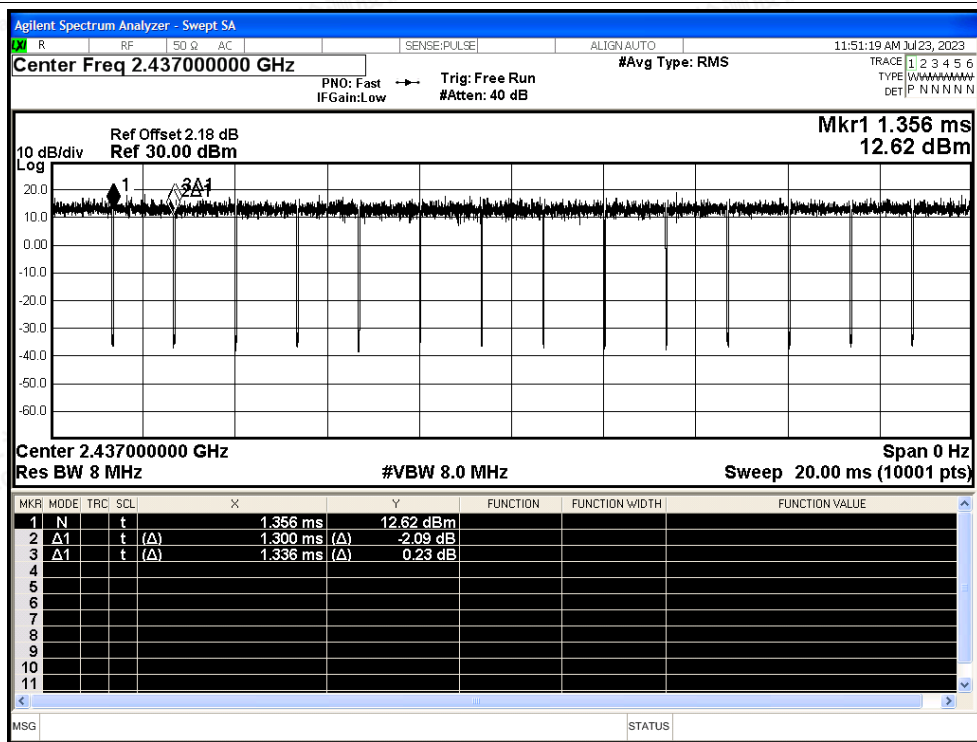 Agilent Spectrum Analyzer - Swept SA
LXI R RF 50 Ω AC SENSE:PULSE ALIGN AUTO 11:51:19 AM Jul 23, 2023
Center Freq 2.437000000 GHz #Avg Type: RMS TRACE 1 2 3 4 5 6
PNO: Fast Trig: Free Run TYPE
IFGain:Low #Atten: 40 dB DET P N N N N N
Mkr1 1.356 ms
Ref Offset 2.18 dB
10 dB/div Ref 30.00 dBm 12.62 dBm
Log
1 3Δ1
2Δ1
20.0
10.0
0.00
-10.0
-20.0
-30.0
-40.0
-50.0
-60.0
Center 2.437000000 GHz Span 0 Hz
Res BW 8 MHz #VBW 8.0 MHz Sweep 20.00 ms (10001 pts)
MKR MODE TRC SCL X Y FUNCTION FUNCTION WIDTH FUNCTION VALUE
1 N t 1.356 ms 12.62 dBm
2 Δ1 t (Δ) 1.300 ms (Δ) -2.09 dB
3 Δ1 t (Δ) 1.336 ms (Δ) 0.23 dB
4
5
6
7
8
9
10
11
MSG STATUS